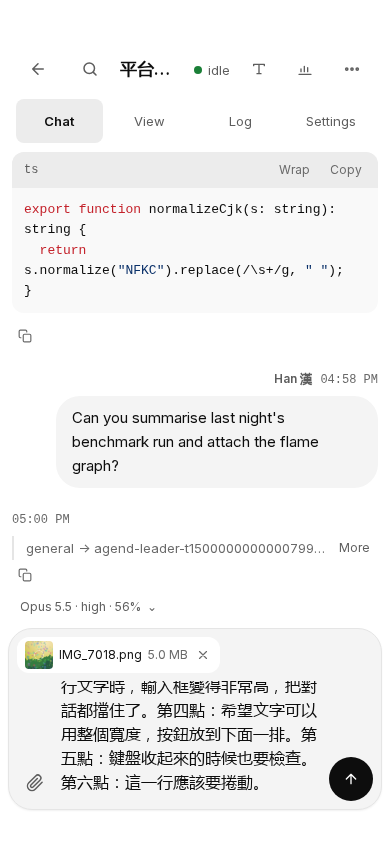 平台…
idle
Chat
View
Log
Settings
ts
Wrap
Copy
export function normalizeCjk(s: string):
string {
return
s.normalize("NFKC").replace(/\s+/g, " ");
}
Han 漢 04:58 PM
Can you summarise last night's
benchmark run and attach the flame
graph?
05:00 PM
general → agend-leader-t1500000000000799…
More
Opus 5.5 · high · 56%
IMG_7018.png 5.0 MB
行文字時，輸入框變得非常高，把對
話都擋住了。第四點：希望文字可以
用整個寬度，按鈕放到下面一排。第
五點：鍵盤收起來的時候也要檢查。
第六點：這一行應該要捲動。